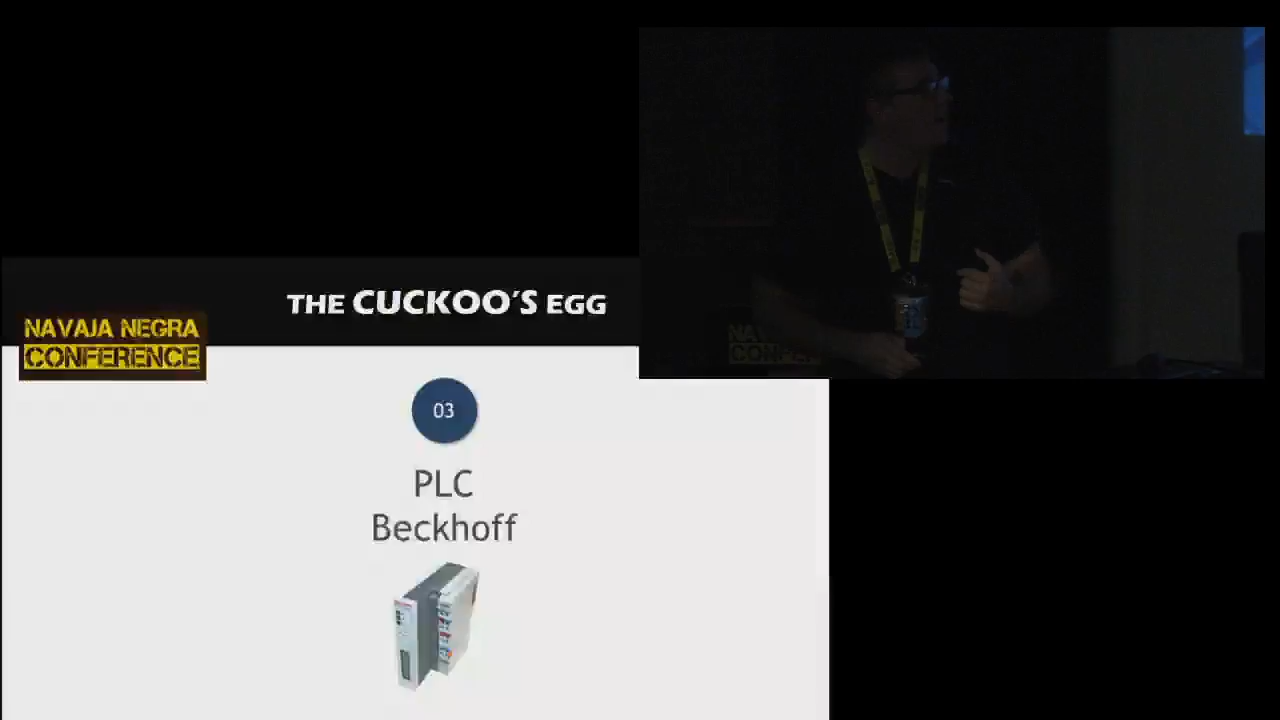 THE CUCKOO'S EGG
NAVAJA NEGRA
CONFERENCE
03
PLC
Beckhoff